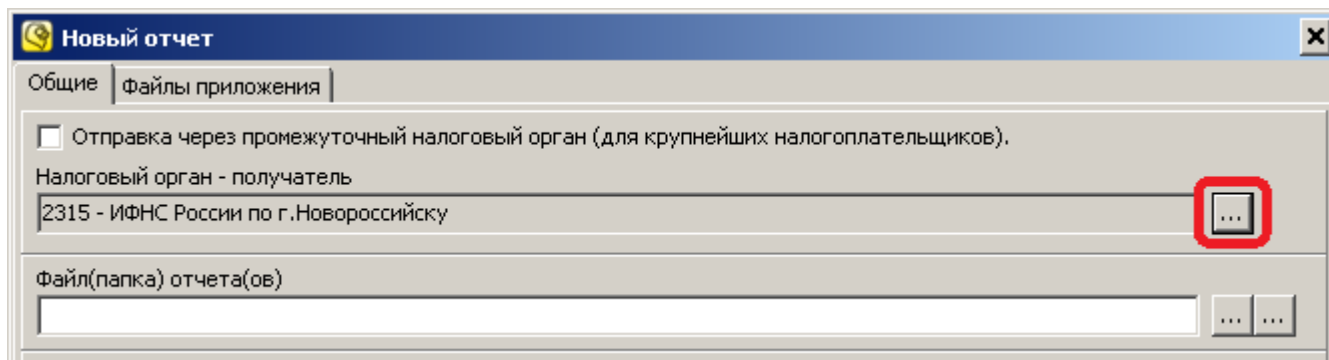 Новый отчет
Общие Файлы приложения
Отправка через промежуточный налоговый орган (для крупнейших налогоплательщиков).
Налоговый орган - получатель
2315 - ИФНС России по г.Новороссийску ...
Файл(папка) отчета(ов)
... ...